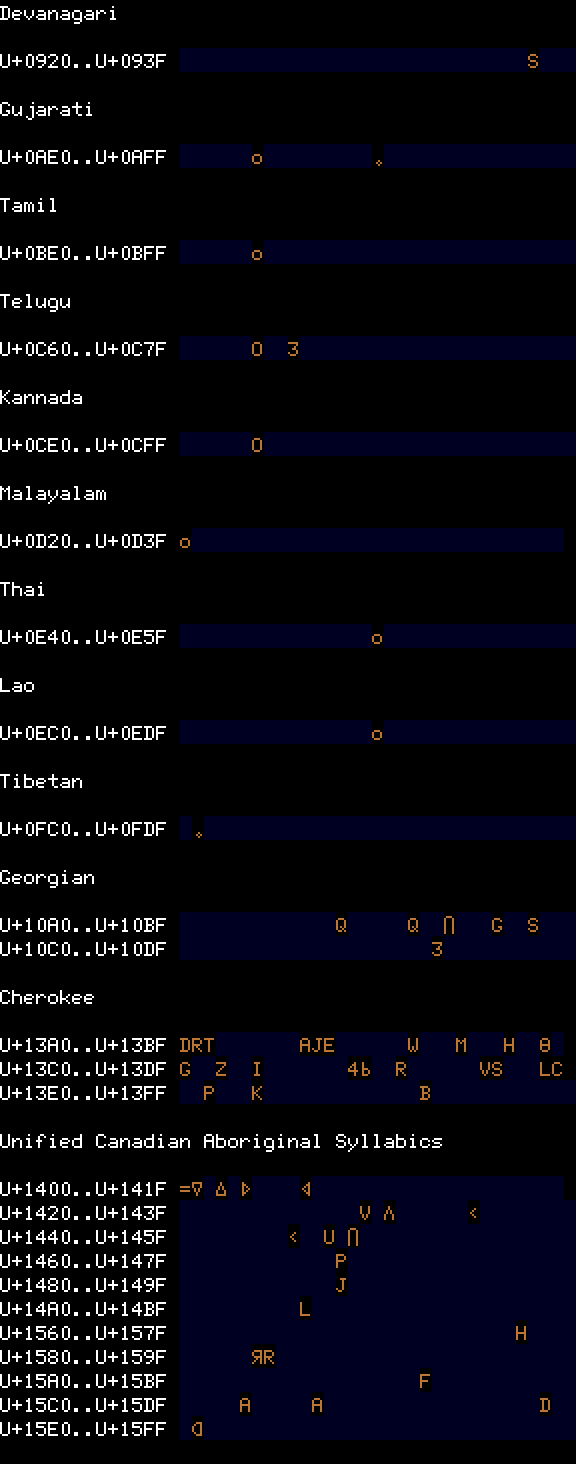 Devanagari
U+0920..U+093F S
Gujarati
U+0AE0..U+0AFF o 。
Tamil
U+0BE0..U+0BFF o
Telugu
U+0C60..U+0C7F O 3
Kannada
U+0CE0..U+0CFF O
Malayalam
U+0D20..U+0D3F o
Thai
U+0E40..U+0E5F o
Lao
U+0EC0..U+0EDF o
Tibetan
U+0FC0..U+0FDF 。
Georgian
U+10A0..U+10BF Q Q Ո G S
U+10C0..U+10DF 3
Cherokee
U+13A0..U+13BF DRT AJE W M H θ
U+13C0..U+13DF G Z I 4b R VS LC
U+13E0..U+13FF P K B
Unified Canadian Aboriginal Syllabics
U+1400..U+141F =▽ ∆ ▷ ◁
U+1420..U+143F V Λ <
U+1440..U+145F < U Ո
U+1460..U+147F P
U+1480..U+149F J
U+14A0..U+14BF L
U+1560..U+157F H
U+1580..U+159F ЯR
U+15A0..U+15BF F
U+15C0..U+15DF A A D
U+15E0..U+15FF ᗡ